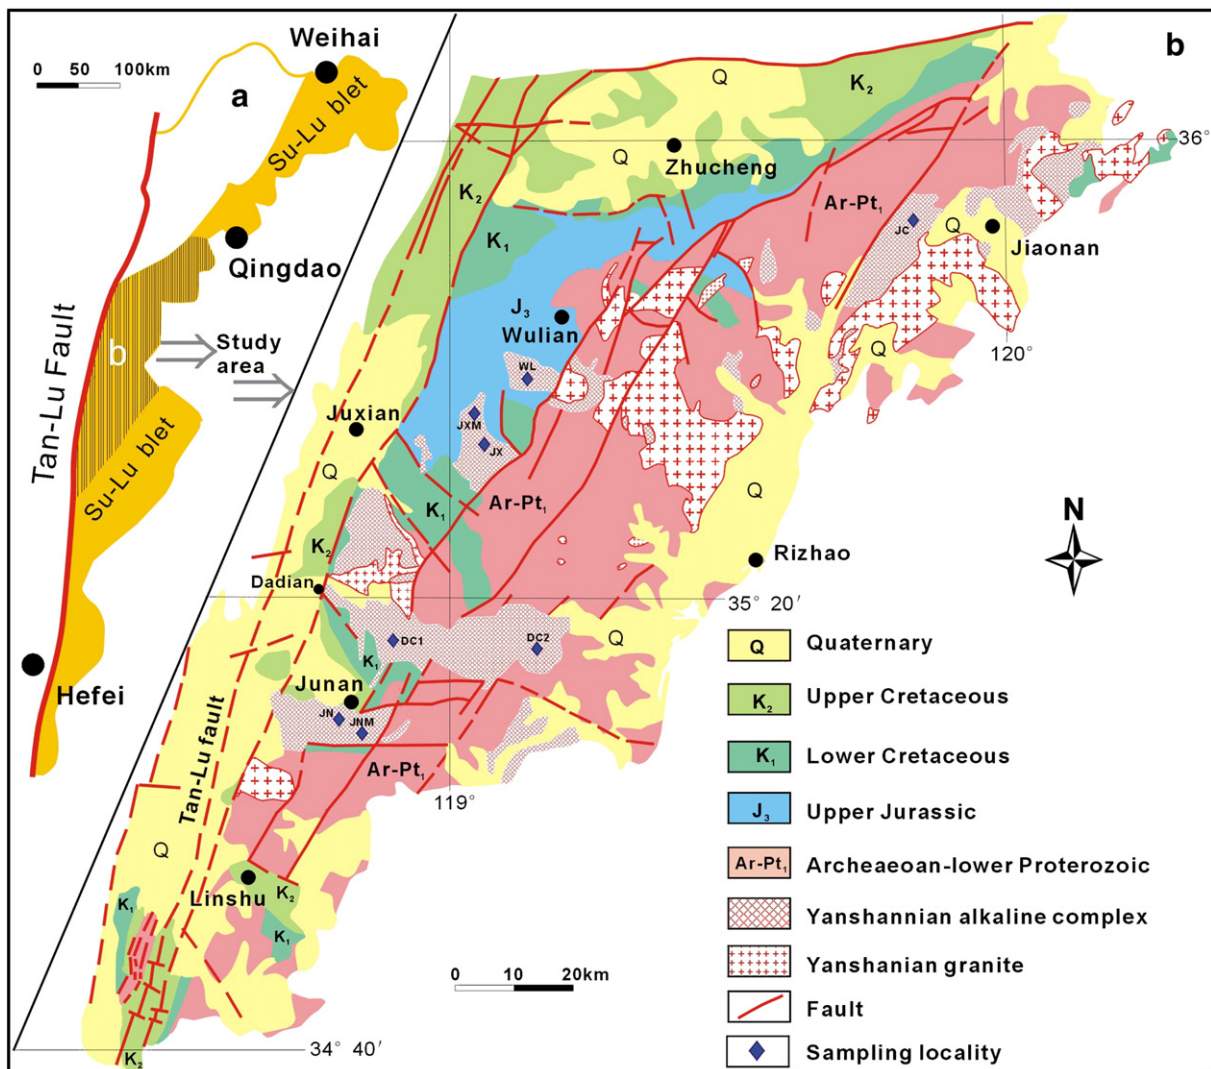 Weihai
0 50 100km
a
Su-Lu blet
Qingdao
Tan-Lu Fault
b
Study
area
Su-Lu blet
Hefei
b
Q
K₂
36°
Q
Zhucheng
K₂
Ar-Pt₁
JC
Q
Jiaonan
K₁
J₃
Wulian
Q
120°
WL
Juxian
JXM
JX
Q
K₁
Ar-Pt₁
Q
N
K₂
Rizhao
Dadian
35° 20′
DC1
DC2
Q
K₁
Junan
JN
JNM
Tan-Lu fault
Ar-Pt₁
119°
Q
Linshu
K₂
K₁
K₁
0 10 20km
34° 40′
K₂
Q Quaternary
K₂ Upper Cretaceous
K₁ Lower Cretaceous
J₃ Upper Jurassic
Ar-Pt₁ Archeaeoan-lower Proterozoic
Yanshannian alkaline complex
Yanshanian granite
Fault
Sampling locality